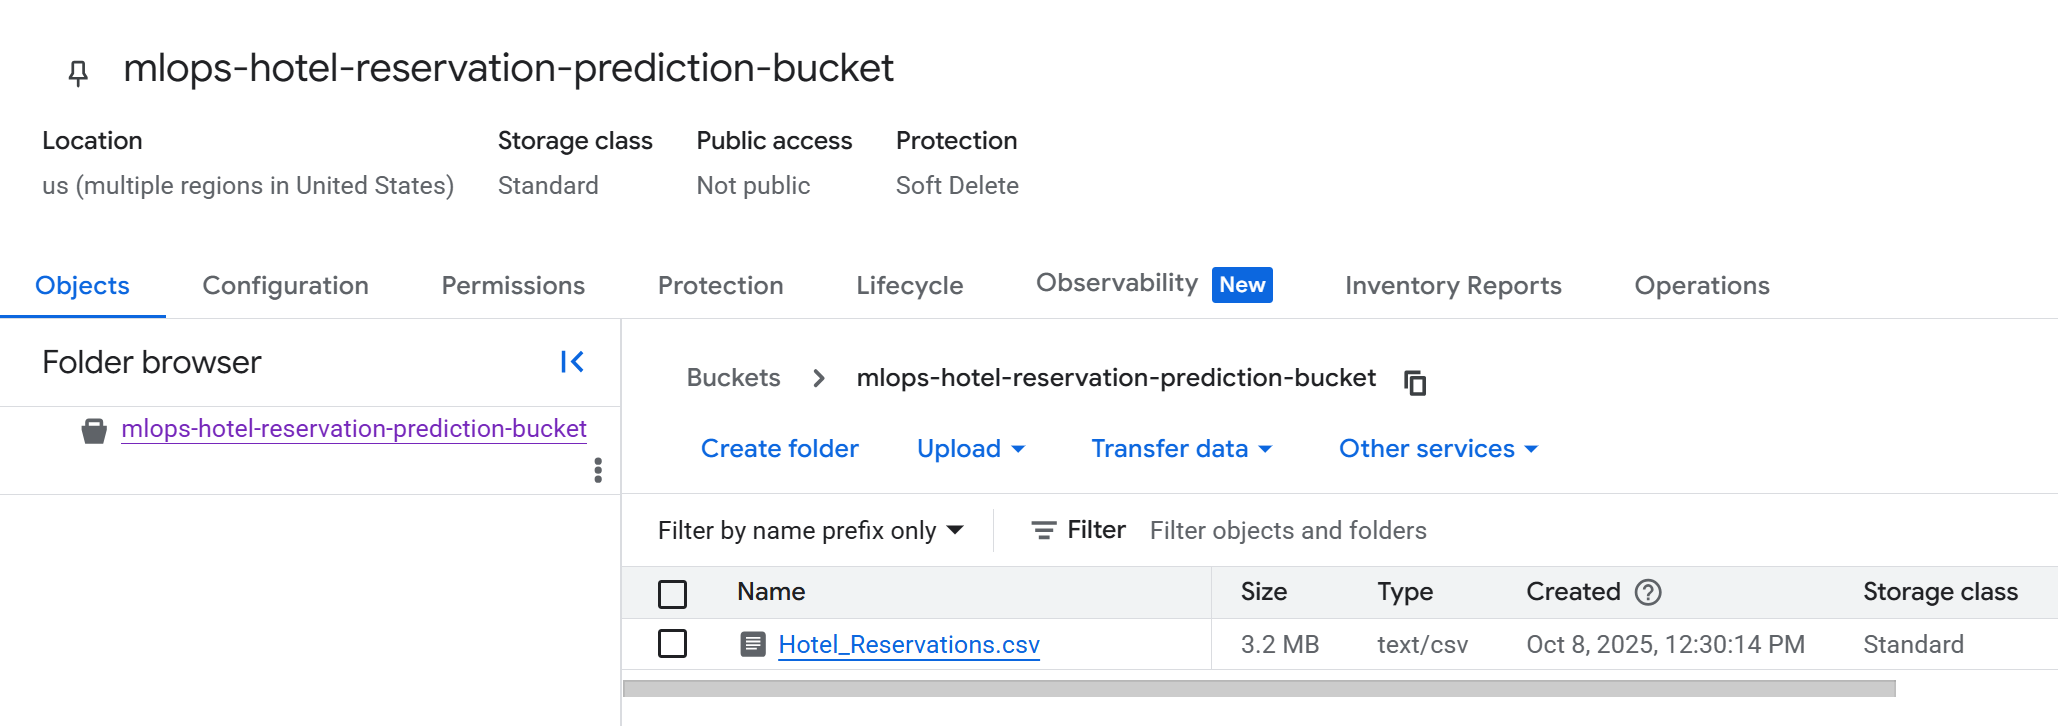 mlops-hotel-reservation-prediction-bucket
Location Storage class Public access Protection
us (multiple regions in United States) Standard Not public Soft Delete
Objects Configuration Permissions Protection Lifecycle Observability New Inventory Reports Operations
Folder browser
mlops-hotel-reservation-prediction-bucket
Buckets mlops-hotel-reservation-prediction-bucket
Create folder Upload Transfer data Other services
Filter by name prefix only Filter Filter objects and folders
Name Size Type Created Storage class
Hotel_Reservations.csv 3.2 MB text/csv Oct 8, 2025, 12:30:14 PM Standard